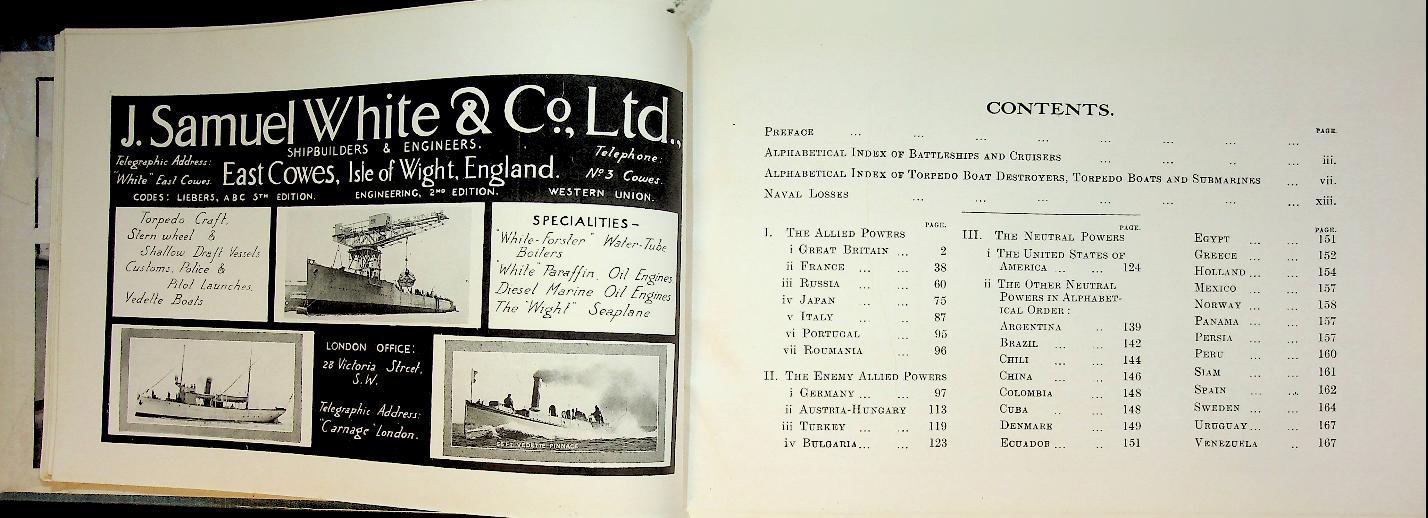 J. Samuel White & Co., Ltd.,
SHIPBUILDERS & ENGINEERS.
Telegraphic Address:
"White" East Cowes.
East Cowes, Isle of Wight, England.
Telephone:
No 3 Cowes.
CODES: LIEBERS, ABC 5TH EDITION. ENGINEERING, 2ND EDITION. WESTERN UNION.
Torpedo Craft,
Stern wheel &
Shallow Draft Vessels
Customs, Police &
Pilot Launches,
Vedette Boats
SPECIALITIES—
"White-Forster" Water-Tube
Boilers
"White" Paraffin Oil Engines
Diesel Marine Oil Engines
The "Wight" Seaplane
LONDON OFFICE:
28 Victoria Street,
S.W.
Telegraphic Address:
"Carnage" London.
VEDETTE PINNACE
CONTENTS.
PAGE.
PREFACE ... ... ... ... ... ... ... ...
ALPHABETICAL INDEX OF BATTLESHIPS AND CRUISERS ... ... .. ... iii.
ALPHABETICAL INDEX OF TORPEDO BOAT DESTROYERS, TORPEDO BOATS AND SUBMARINES ... vii.
NAVAL LOSSES ... ... ... ... ... ... ... xiii.
PAGE.
I. THE ALLIED POWERS
i GREAT BRITAIN ... 2
ii FRANCE ... ... 38
iii RUSSIA ... ... 60
iv JAPAN ... ... 75
v ITALY ... ... 87
vi PORTUGAL ... 95
vii ROUMANIA ... 96
II. THE ENEMY ALLIED POWERS
i GERMANY ... ... 97
ii AUSTRIA-HUNGARY 113
iii TURKEY ... ... 119
iv BULGARIA... ... 123
PAGE.
III. THE NEUTRAL POWERS
i THE UNITED STATES OF
AMERICA ... ... 124
ii THE OTHER NEUTRAL
POWERS IN ALPHABET-
ICAL ORDER:
ARGENTINA .. 139
BRAZIL ... ... 142
CHILI ... ... 144
CHINA ... ... 146
COLOMBIA ... 148
CUBA .. ... 148
DENMARK ... 149
ECUADOR ... .. 151
PAGE.
EGYPT ... ... 151
GREECE ... ... 152
HOLLAND ... ... 154
MEXICO ... ... 157
NORWAY ... ... 158
PANAMA ... ... 157
PERSIA ... ... 157
PERU ... ... 160
SIAM ... ... 161
SPAIN ... ... 162
SWEDEN ... ... 164
URUGUAY... ... 167
VENEZUELA .. 167